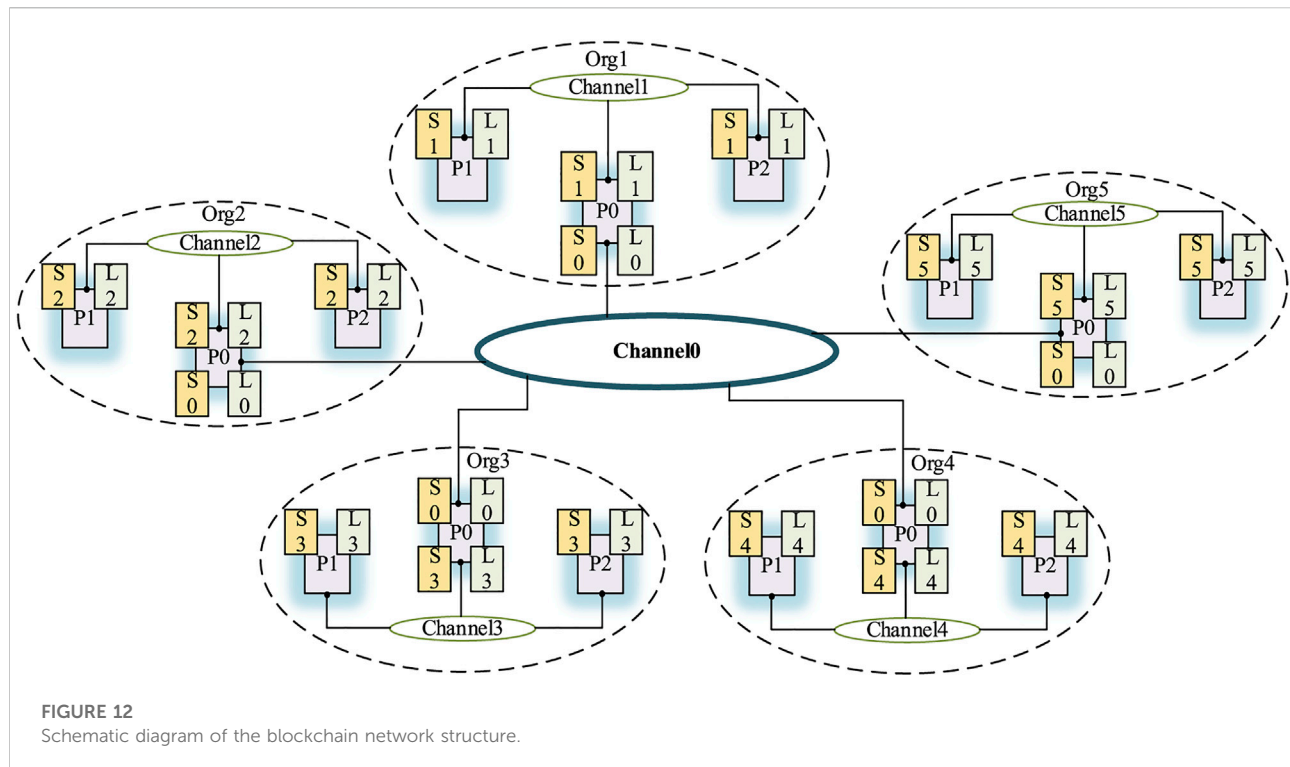 Org1
Channel1
S 1
L 1
P1
S 1
L 1
P2
S 1
L 1
P0
S 0
L 0
Org2
Channel2
S 2
L 2
P1
S 2
L 2
P2
S 2
L 2
P0
S 0
L 0
Org5
Channel5
S 5
L 5
P1
S 5
L 5
P2
S 5
L 5
P0
S 0
L 0
Channel0
Org3
S 0
L 0
P0
S 3
L 3
S 3
L 3
P1
S 3
L 3
P2
Channel3
Org4
S 0
L 0
P0
S 4
L 4
S 4
L 4
P1
S 4
L 4
P2
Channel4
FIGURE 12
Schematic diagram of the blockchain network structure.